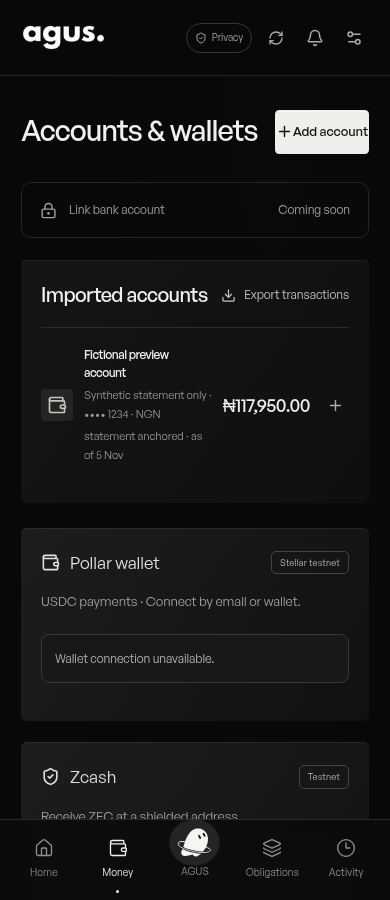 agus.
Privacy
Accounts & wallets
Add account
Link bank account
Coming soon
Imported accounts
Export transactions
Fictional preview
account
Synthetic statement only ·
•••• 1234 · NGN
statement anchored · as
of 5 Nov
₦117,950.00
Pollar wallet
Stellar testnet
USDC payments · Connect by email or wallet.
Wallet connection unavailable.
Zcash
Testnet
Receive ZEC at a shielded address
Home
Money
AGUS
Obligations
Activity